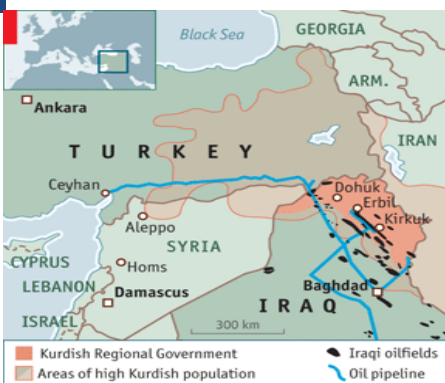 Black Sea
GEORGIA
ARM.
Ankara
IRAN
TURKEY
Ceyhan
Dohuk
Erbil
Kirkuk
Aleppo
SYRIA
CYPRUS
Homs
LEBANON
Baghdad
Damascus
IRAQ
ISRAEL
300 km
Kurdish Regional Government
Iraqi oilfields
Areas of high Kurdish population
Oil pipeline